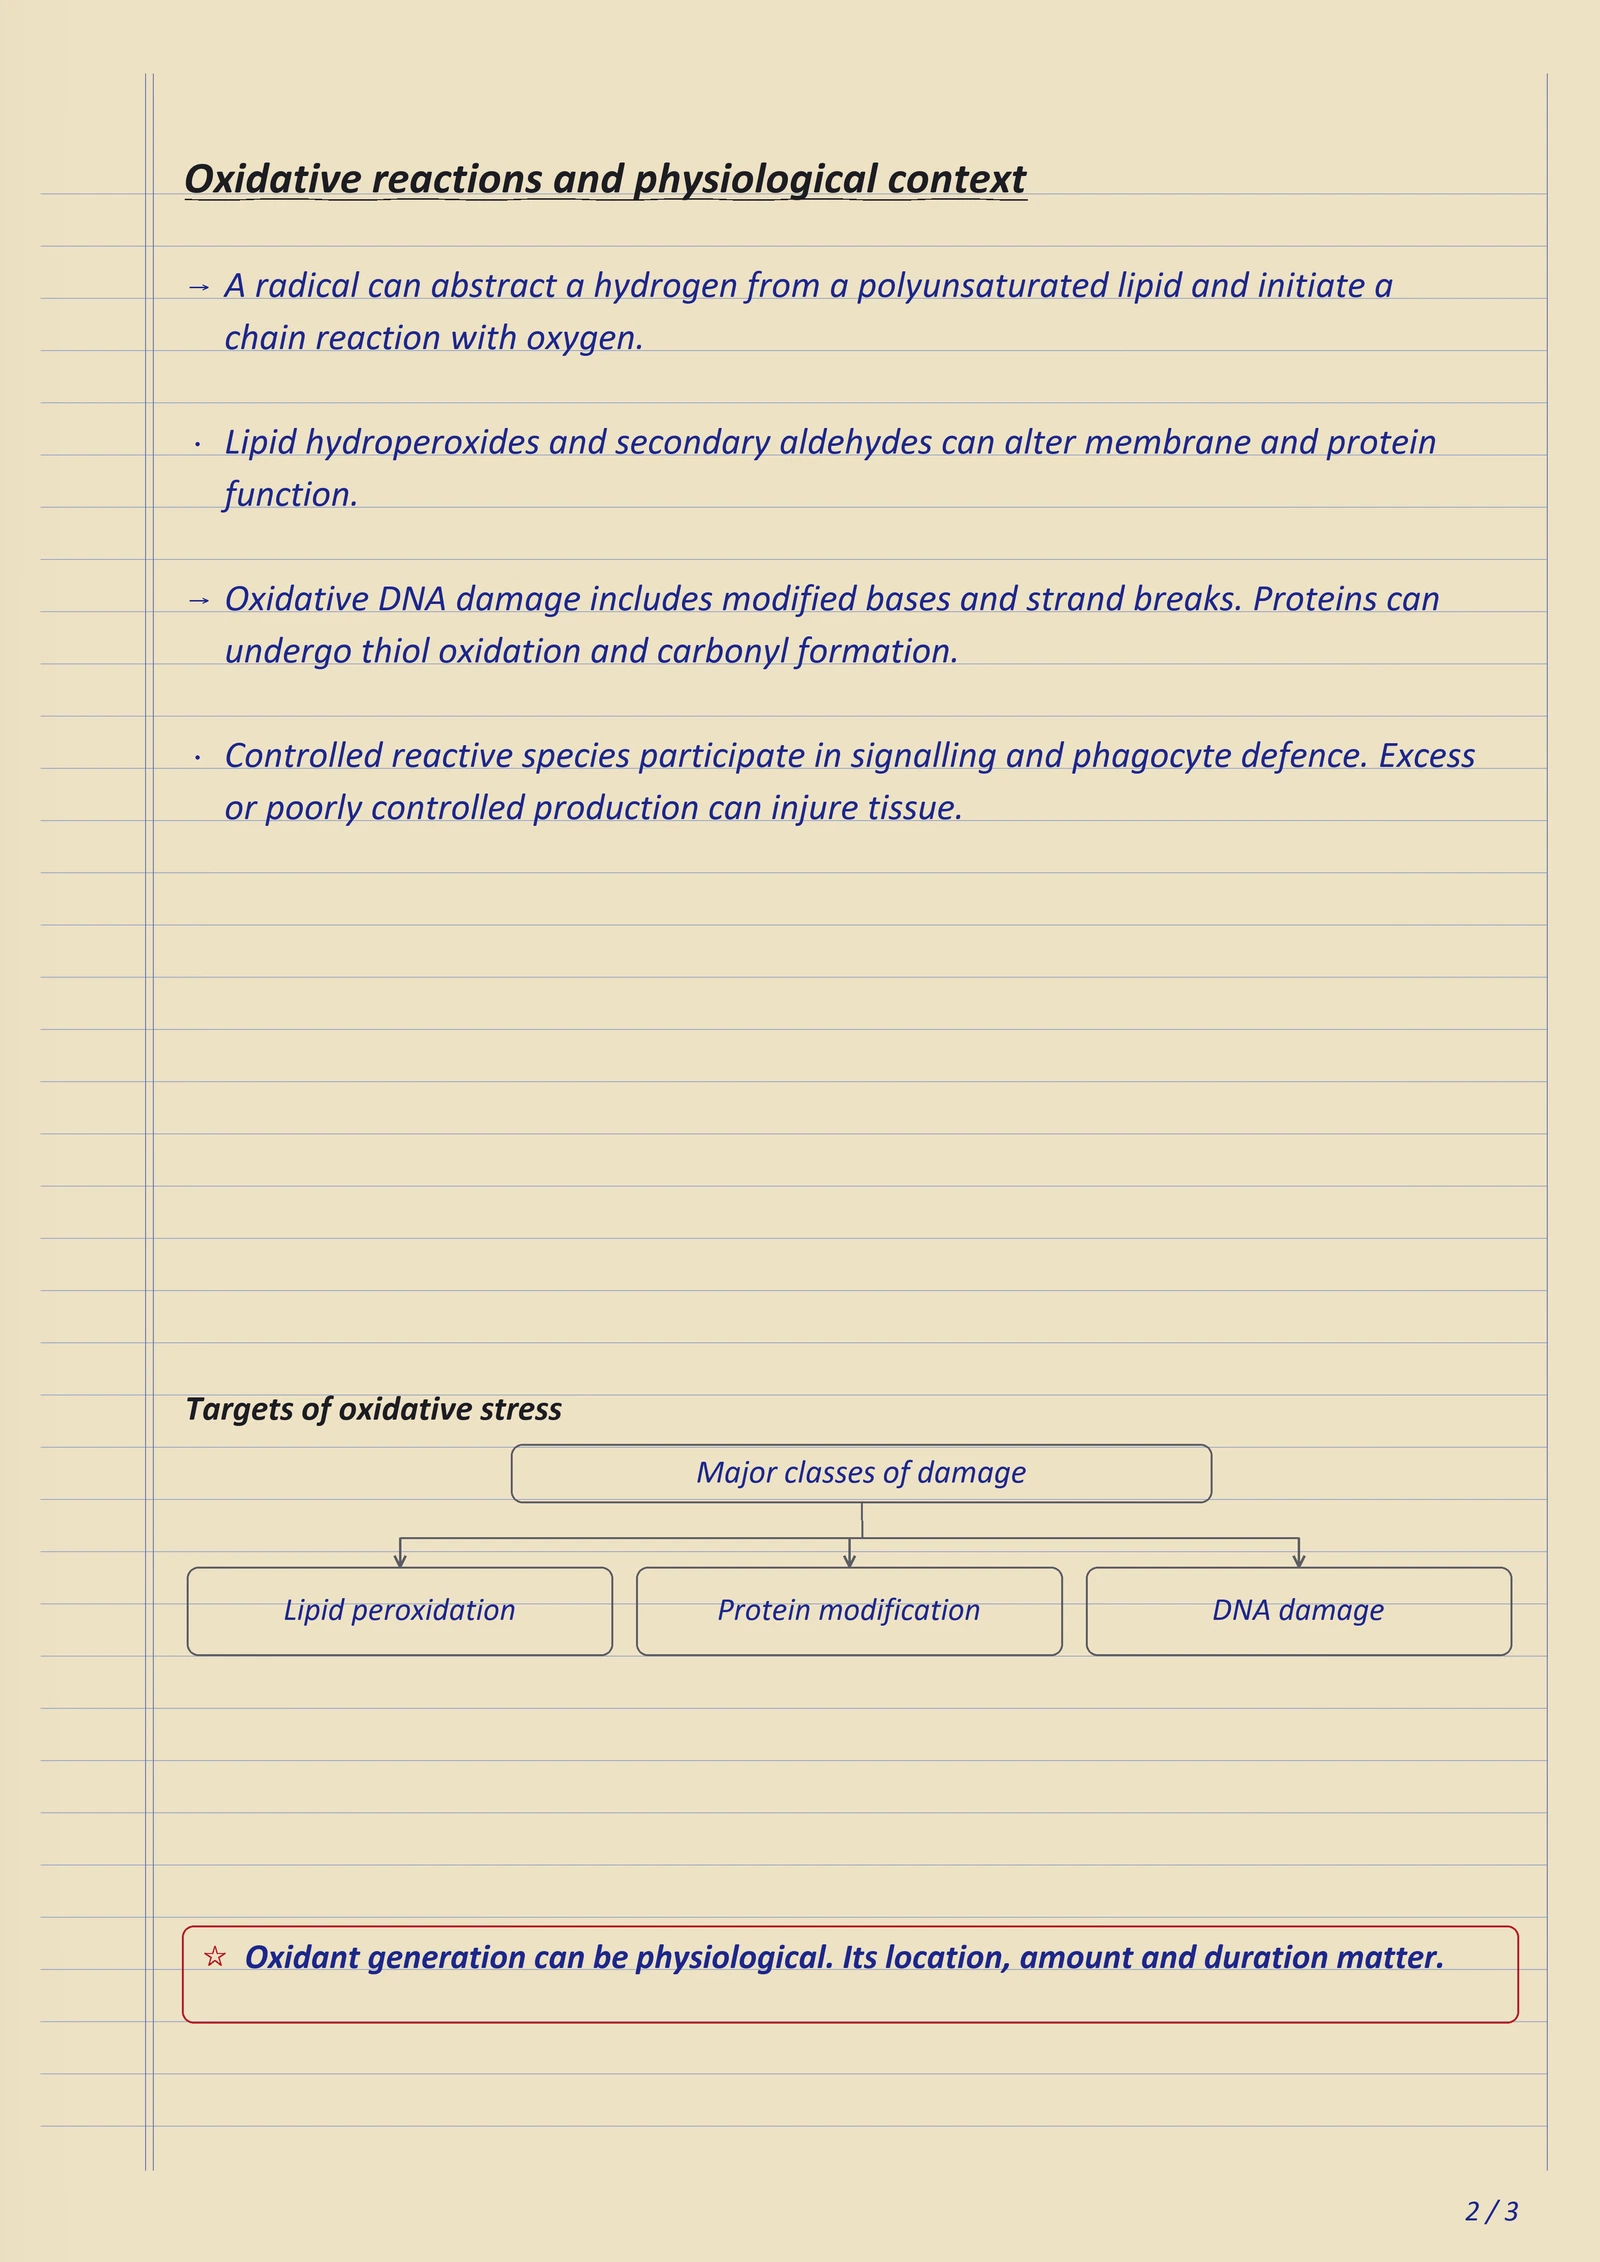 Oxidative reactions and physiological context
→ A radical can abstract a hydrogen from a polyunsaturated lipid and initiate a
chain reaction with oxygen.
· Lipid hydroperoxides and secondary aldehydes can alter membrane and protein
function.
→ Oxidative DNA damage includes modified bases and strand breaks. Proteins can
undergo thiol oxidation and carbonyl formation.
· Controlled reactive species participate in signalling and phagocyte defence. Excess
or poorly controlled production can injure tissue.
Targets of oxidative stress
Major classes of damage
Lipid peroxidation
Protein modification
DNA damage
☆ Oxidant generation can be physiological. Its location, amount and duration matter.
2 / 3